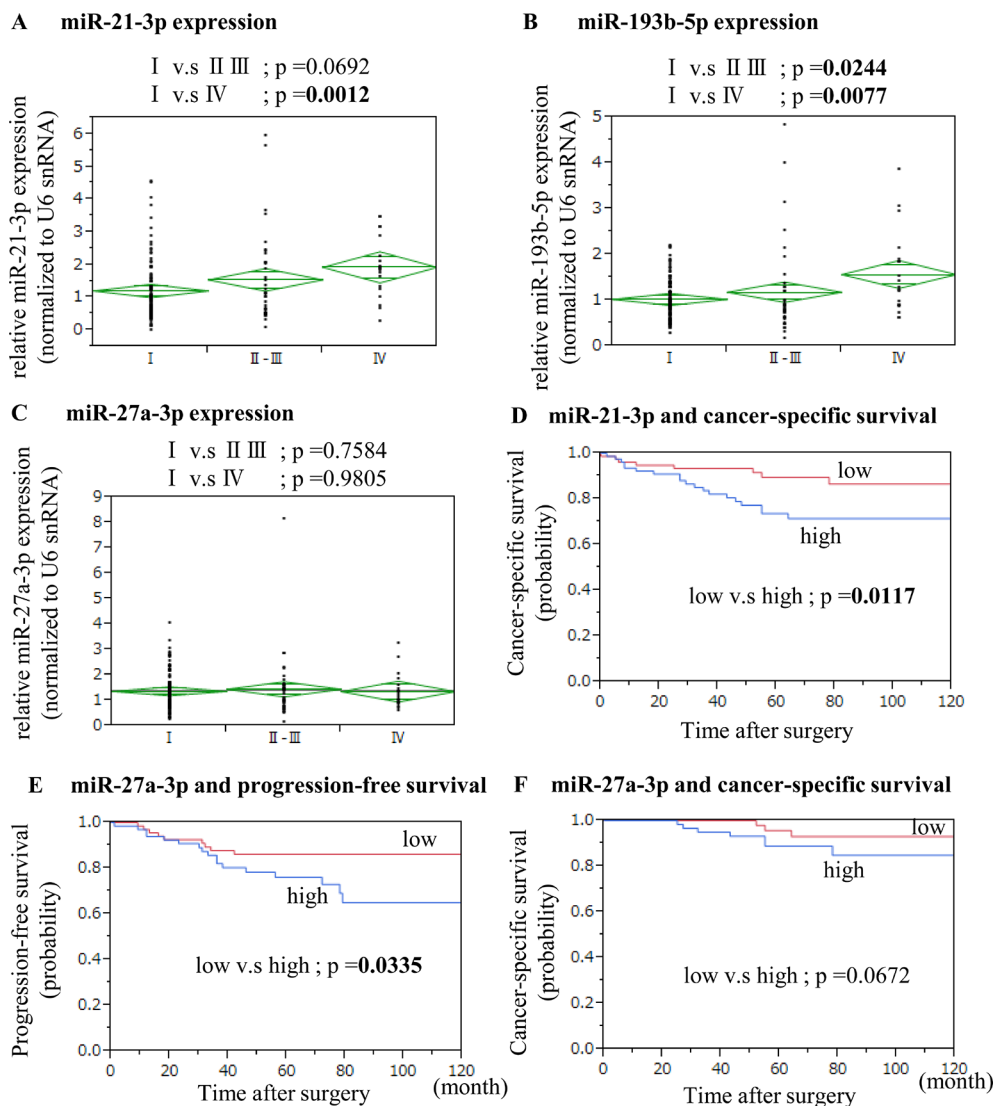 A miR-21-3p expression
I v.s II III ; p =0.0692
I v.s IV ; p =0.0012
relative miR-21-3p expression
(normalized to U6 snRNA)
6
5
4
3
2
1
0
I II - III IV
B miR-193b-5p expression
I v.s II III ; p =0.0244
I v.s IV ; p =0.0077
relative miR-193b-5p expression
(normalized to U6 snRNA)
5
4
3
2
1
0
I II - III IV
C miR-27a-3p expression
I v.s II III ; p =0.7584
I v.s IV ; p =0.9805
relative miR-27a-3p expression
(normalized to U6 snRNA)
9
8
7
6
5
4
3
2
1
0
I II - III IV
D miR-21-3p and cancer-specific survival
Cancer-specific survival
(probability)
1.0
0.8
0.6
0.4
0.2
0.0
low
high
low v.s high ; p =0.0117
0 20 40 60 80 100 120
Time after surgery
E miR-27a-3p and progression-free survival
Progression-free survival
(probability)
1.0
0.8
0.6
0.4
0.2
0.0
low
high
low v.s high ; p =0.0335
0 20 40 60 80 100 120
Time after surgery (month)
F miR-27a-3p and cancer-specific survival
Cancer-specific survival
(probability)
1.0
0.8
0.6
0.4
0.2
0.0
low
high
low v.s high ; p =0.0672
0 20 40 60 80 100 120
Time after surgery (month)